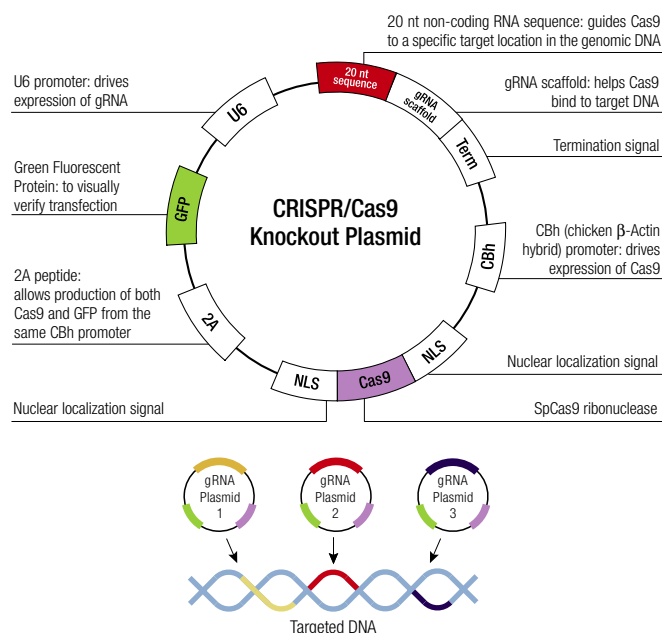 20 nt non-coding RNA sequence: guides Cas9
to a specific target location in the genomic DNA
U6 promoter: drives
expression of gRNA
gRNA scaffold: helps Cas9
bind to target DNA
Termination signal
Green Fluorescent
Protein: to visually
verify transfection
CBh (chicken β-Actin
hybrid) promoter: drives
expression of Cas9
2A peptide:
allows production of both
Cas9 and GFP from the
same CBh promoter
Nuclear localization signal
Nuclear localization signal
SpCas9 ribonuclease
CRISPR/Cas9
Knockout Plasmid
U6
20 nt
sequence
gRNA
scaffold
Term
CBh
NLS
Cas9
NLS
2A
GFP
gRNA
Plasmid
1
gRNA
Plasmid
2
gRNA
Plasmid
3
Targeted DNA